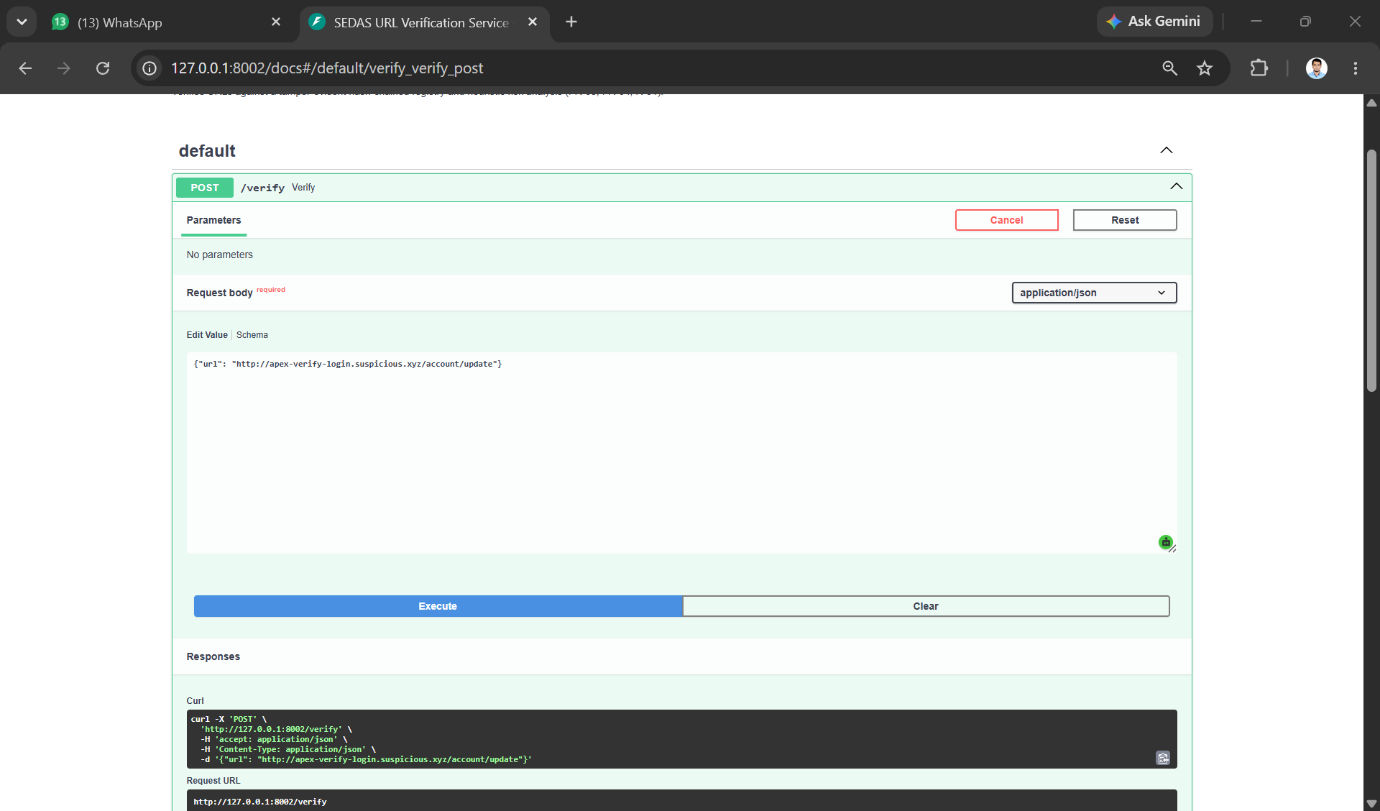 13
(13) WhatsApp
SEDAS URL Verification Service
Ask Gemini
127.0.0.1:8002/docs#/default/verify_verify_post
default
POST /verify Verify
Parameters
Cancel
Reset
No parameters
Request body required
application/json
Edit Value | Schema
{"url": "http://apex-verify-login.suspicious.xyz/account/update"}
Execute
Clear
Responses
Curl
curl -X 'POST' \
'http://127.0.0.1:8002/verify' \
-H 'accept: application/json' \
-H 'Content-Type: application/json' \
-d '{"url": "http://apex-verify-login.suspicious.xyz/account/update"}'
Request URL
http://127.0.0.1:8002/verify